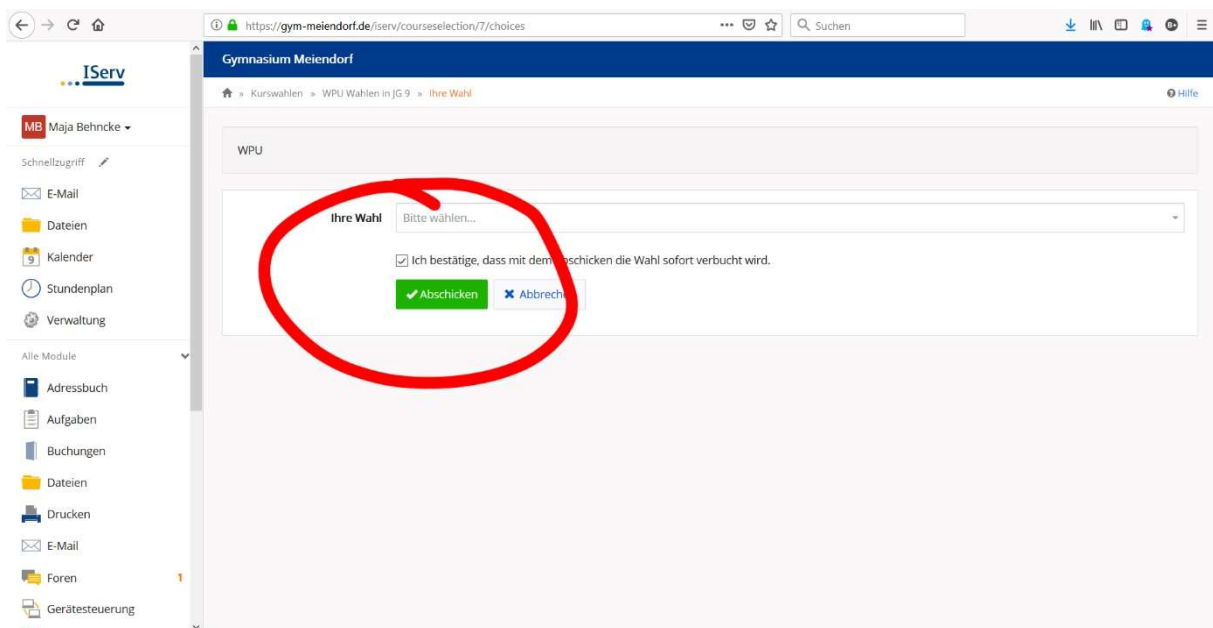 https://gym-meiendorf.de/iserv/courseselection/7/choices
Suchen
IServ
Gymnasium Meiendorf
» Kurswahlen » WPU Wahlen in JG 9 » Ihre Wahl
Hilfe
MB Maja Behncke
Schnellzugriff
E-Mail
Dateien
9 Kalender
Stundenplan
Verwaltung
Alle Module
Adressbuch
Aufgaben
Buchungen
Dateien
Drucken
E-Mail
Foren 1
Gerätesteuerung
WPU
Ihre Wahl Bitte wählen...
Ich bestätige, dass mit dem Abschicken die Wahl sofort verbucht wird.
Abschicken Abbrechen